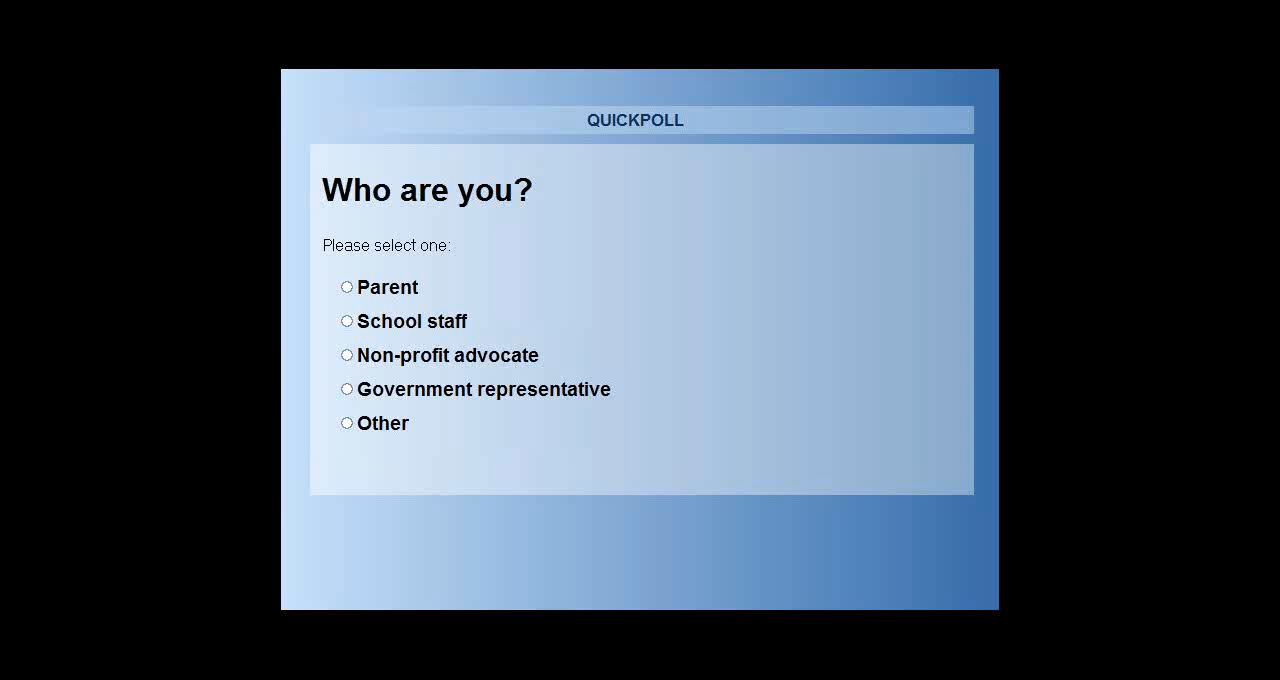 QUICKPOLL
Who are you?
Please select one:
Parent
School staff
Non-profit advocate
Government representative
Other